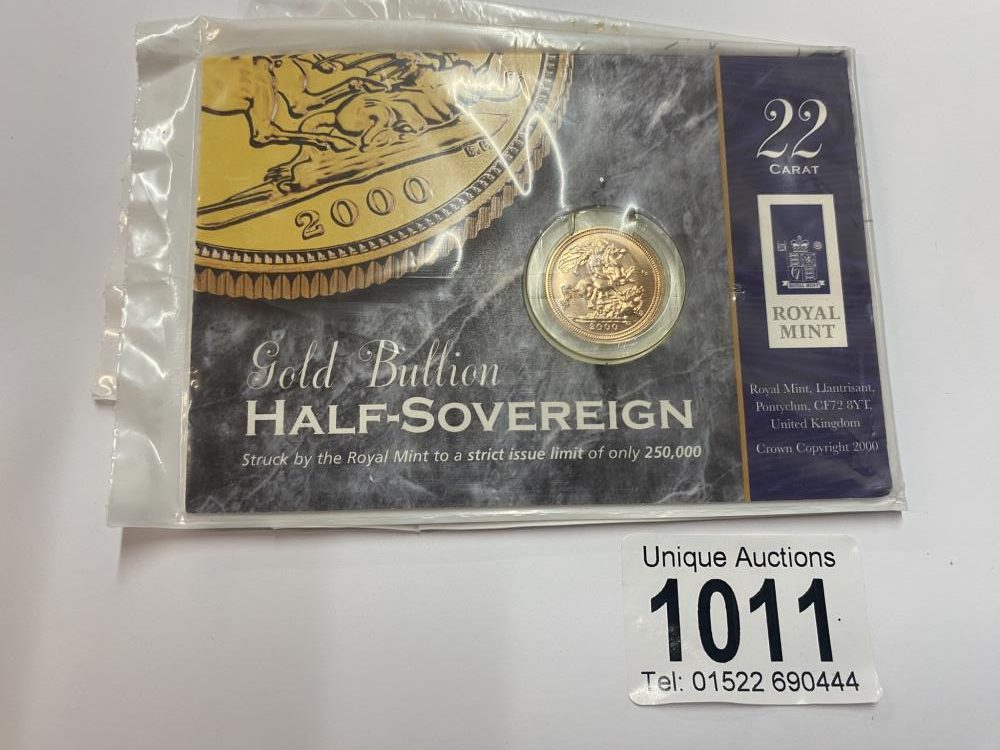 2000
22
CARAT
ROYAL
MINT
2000
Gold Bullion
HALF-SOVEREIGN
Struck by the Royal Mint to a strict issue limit of only 250,000
Royal Mint, Llantrisant,
Pontyclun, CF72 8YT,
United Kingdom
Crown Copyright 2000
Unique Auctions
1011
Tel: 01522 690444